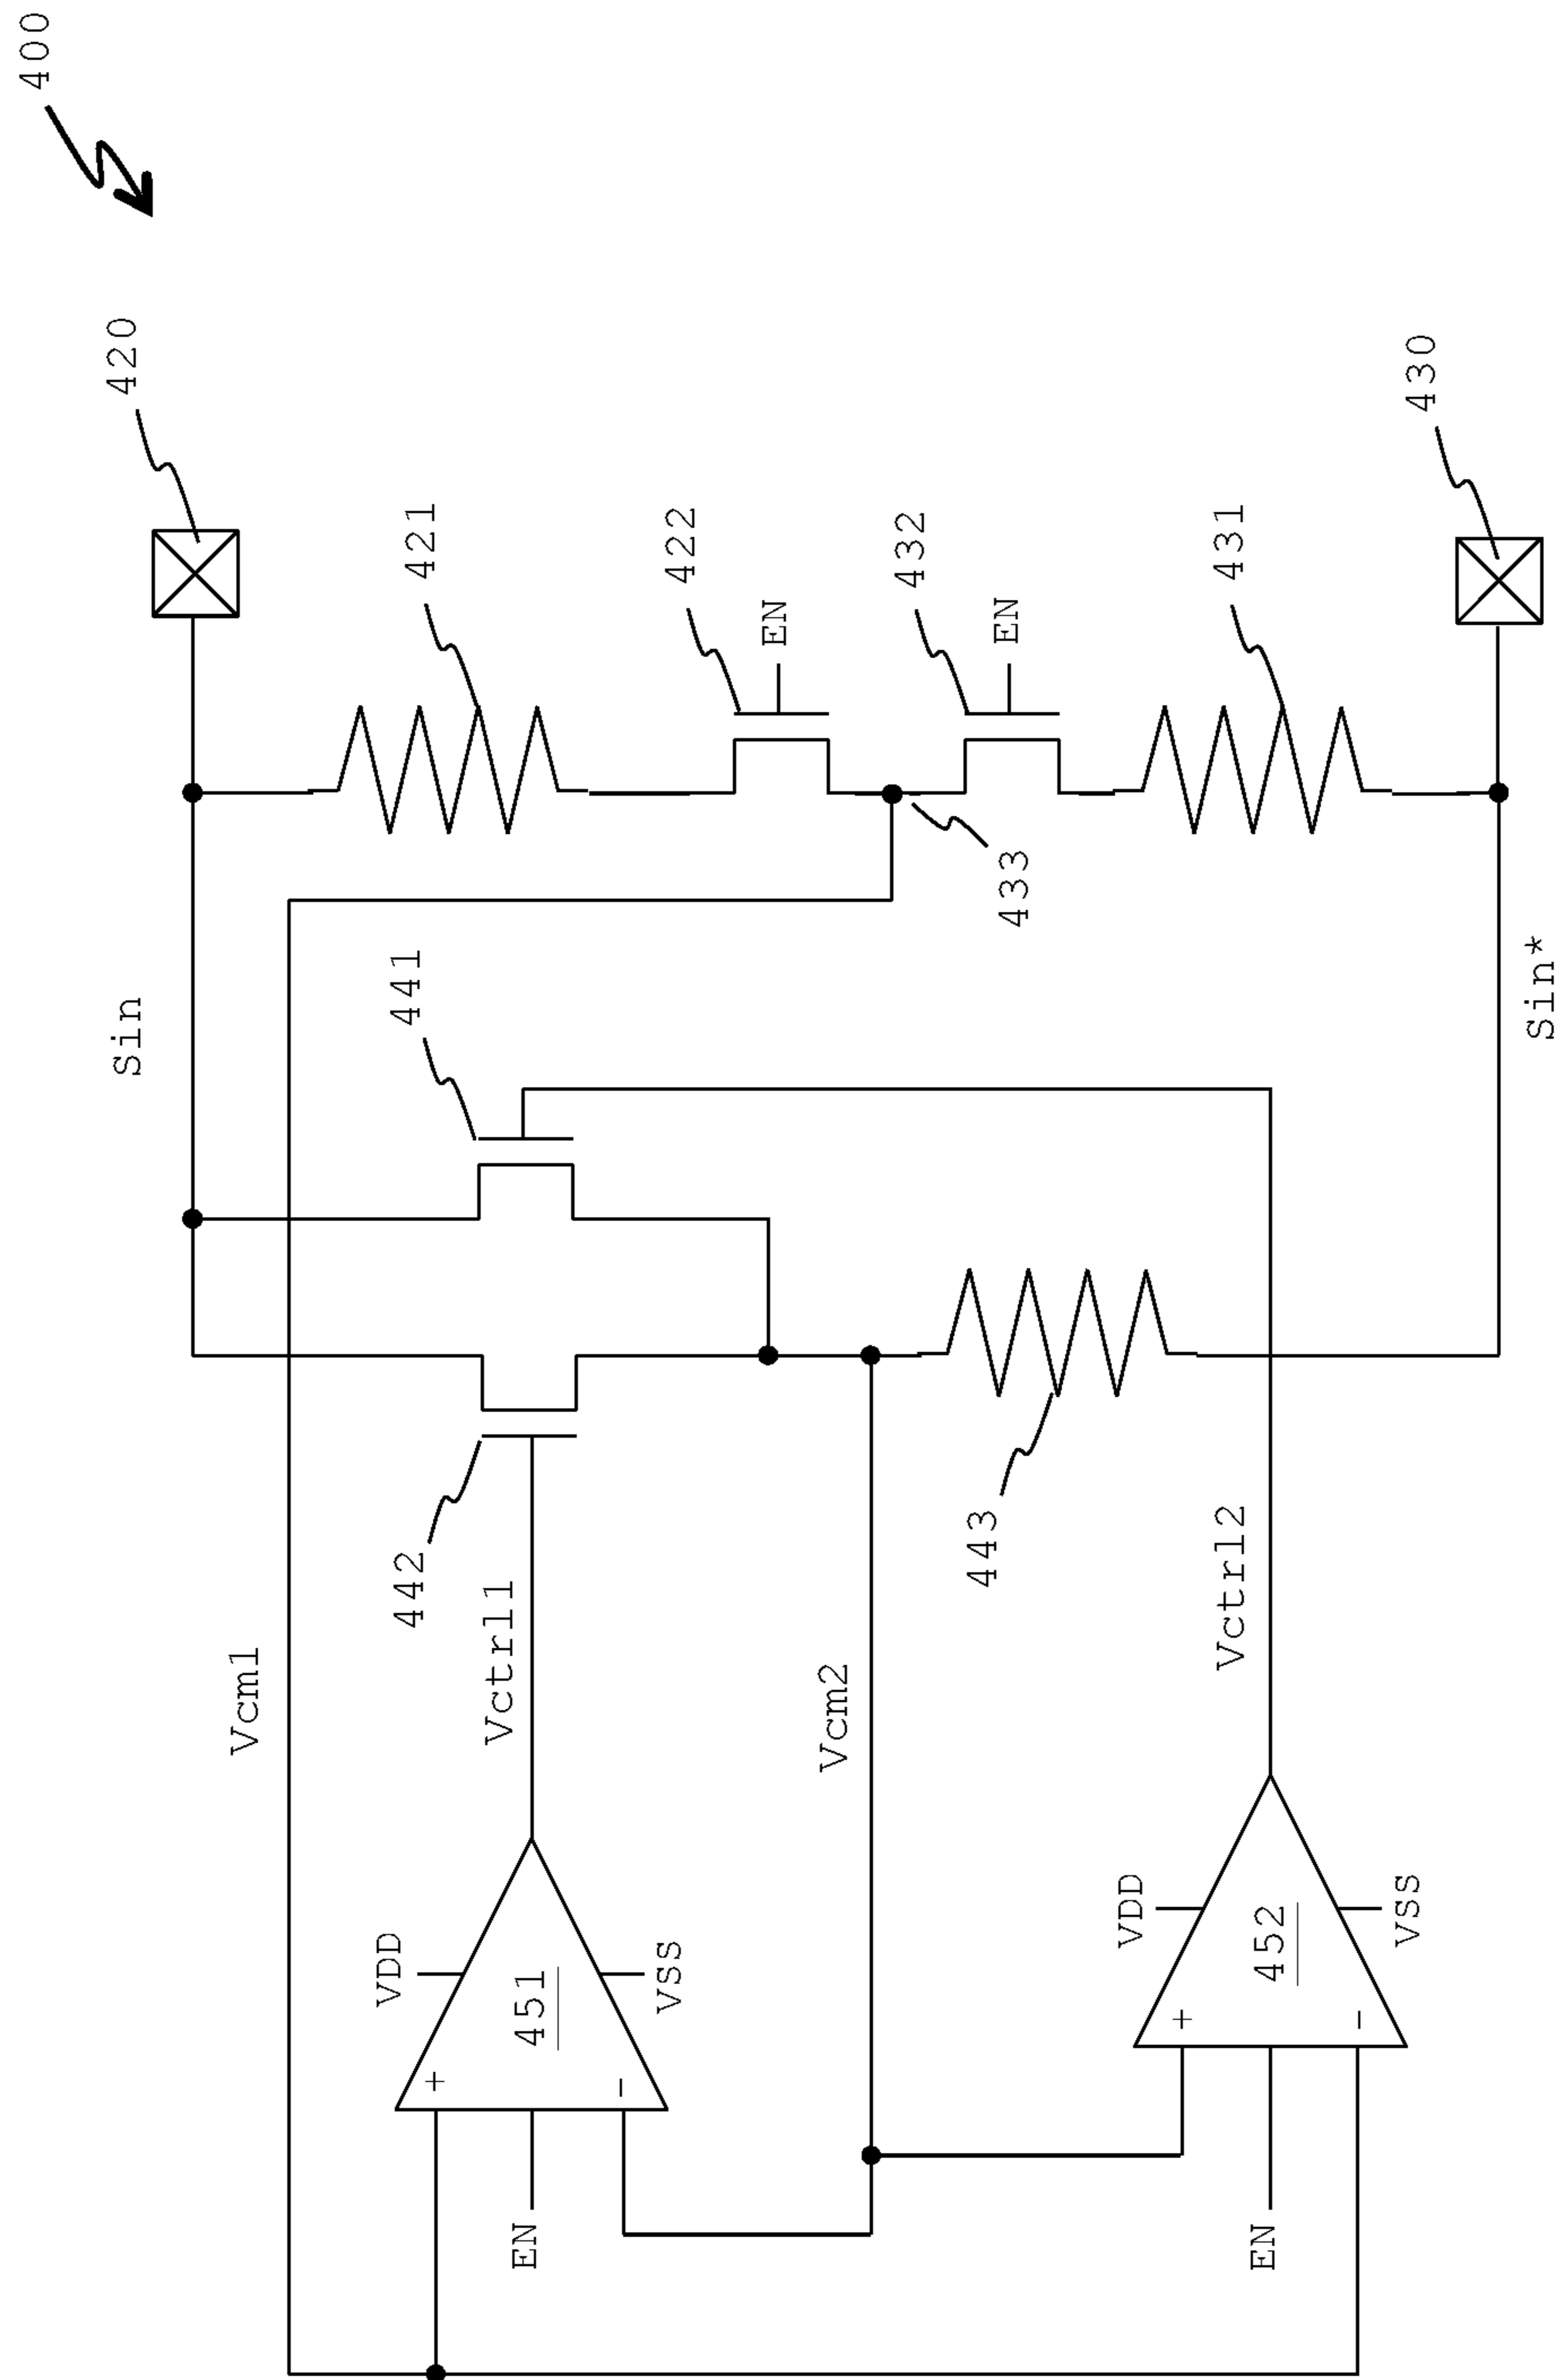 400
420
Sin
421
422
EN
432
EN
433
431
430
Sin*
441
442
443
Vcm1
Vctrl1
Vcm2
Vctrl2
VDD
451
VSS
+
-
EN
VDD
452
VSS
+
-
EN